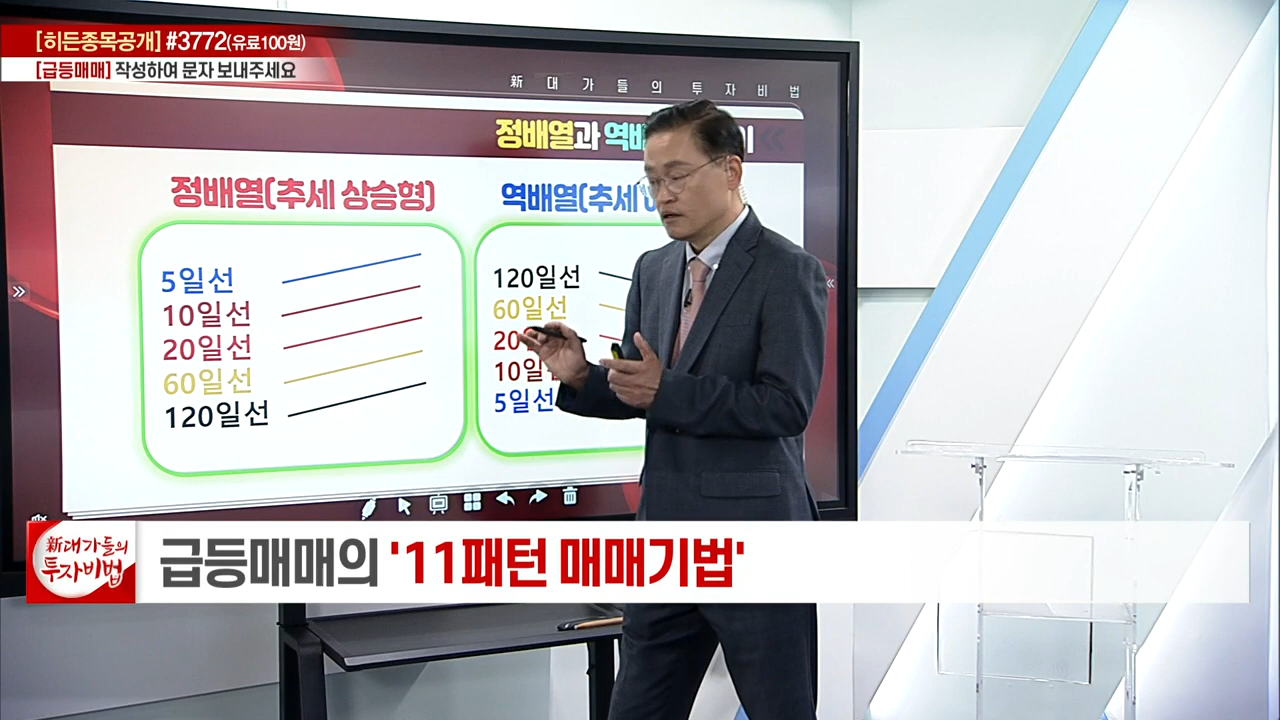 [히든종목공개] #3772(유료100원)
[급등매매] 작성하여 문자 보내주세요
新 대 가 들 의 투 자 비 법
정배열과 역배
정배열(추세 상승형)
역배열(추세
5일선
10일선
20일선
60일선
120일선
120일선
60일선
20
10일
5일선
新대가들의
투자비법
급등매매의 '11패턴 매매기법'